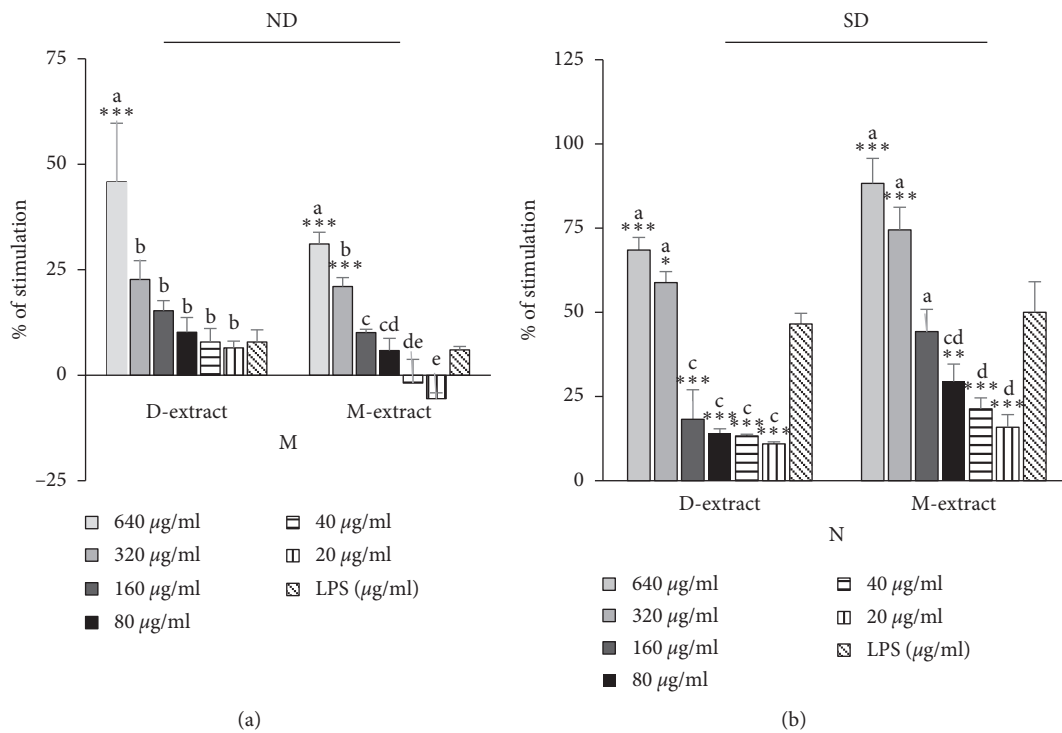 ND
75
50
25
0
−25
% of stimulation
a
***
b
b
b
b
b
a
***
b
***
c
cd
de
e
D-extract
M-extract
M
640 µg/ml
320 µg/ml
160 µg/ml
80 µg/ml
40 µg/ml
20 µg/ml
LPS (µg/ml)
(a)
SD
125
100
75
50
25
0
% of stimulation
a
***
a
*
c
***
c
***
c
***
c
***
a
***
a
***
a
cd
**
d
***
d
***
D-extract
M-extract
N
640 µg/ml
320 µg/ml
160 µg/ml
80 µg/ml
40 µg/ml
20 µg/ml
LPS (µg/ml)
(b)